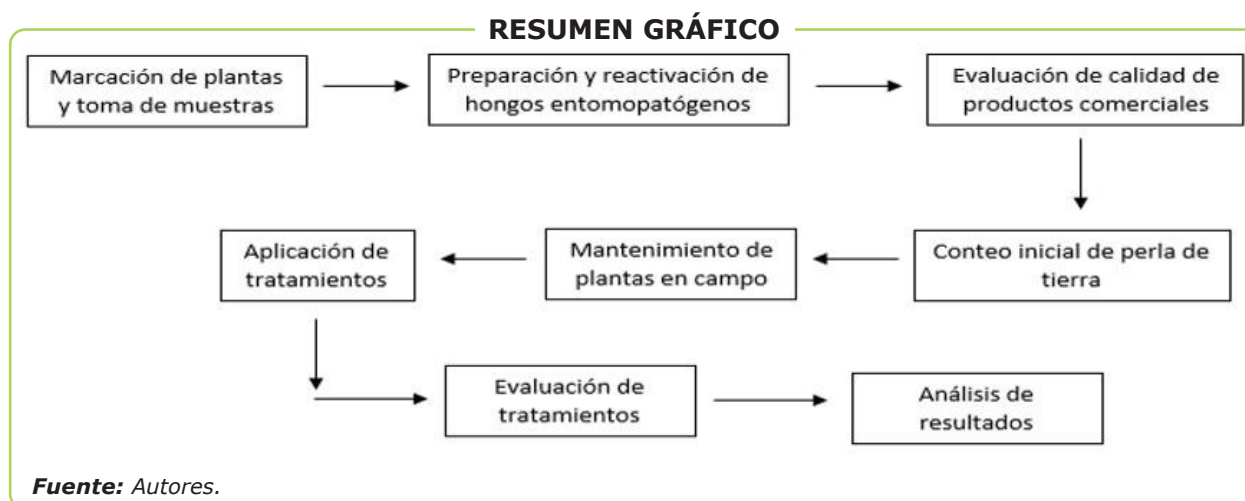 RESUMEN GRÁFICO
Marcación de plantas
y toma de muestras
Preparación y reactivación de
hongos entomopatógenos
Evaluación de calidad de
productos comerciales
Conteo inicial de perla de
tierra
Mantenimiento de
plantas en campo
Aplicación de
tratamientos
Evaluación de
tratamientos
Análisis de
resultados
Fuente: Autores.